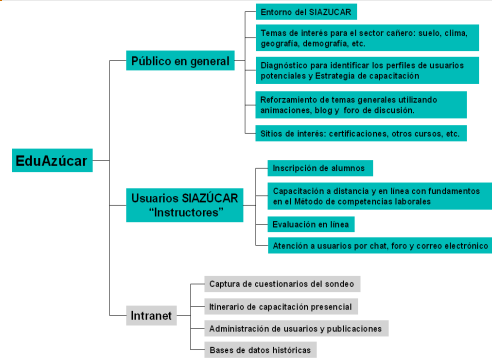 EduAzúcar
Público en general
Entorno del SIAZUCAR
Temas de interés para el sector cañero: suelo, clima,
geografía, demografía, etc.
Diagnóstico para identificar los perfiles de usuarios
potenciales y Estrategia de capacitación
Reforzamiento de temas generales utilizando
animaciones, blog y foro de discusión.
Sitios de interés: certificaciones, otros cursos, etc.
Usuarios SIAZÚCAR
“Instructores”
Inscripción de alumnos
Capacitación a distancia y en línea con fundamentos
en el Método de competencias laborales
Evaluación en línea
Atención a usuarios por chat, foro y correo electrónico
Intranet
Captura de cuestionarios del sondeo
Itinerario de capacitación presencial
Administración de usuarios y publicaciones
Bases de datos históricas